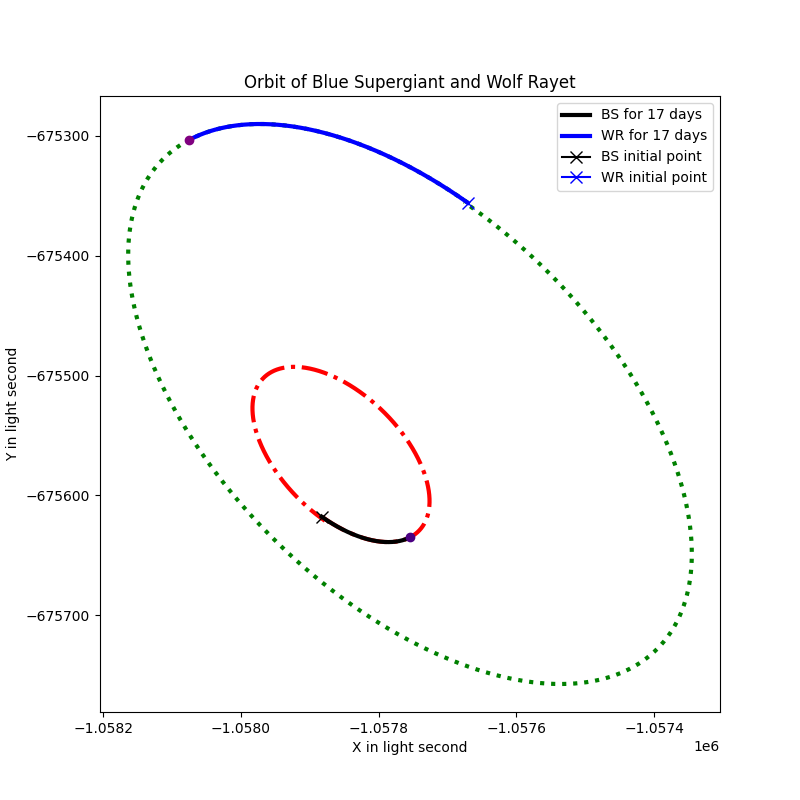 Orbit of Blue Supergiant and Wolf Rayet
BS for 17 days
WR for 17 days
BS initial point
WR initial point
−675300
−675400
−675500
−675600
−675700
Y in light second
−1.0582
−1.0580
−1.0578
−1.0576
−1.0574
X in light second
1e6